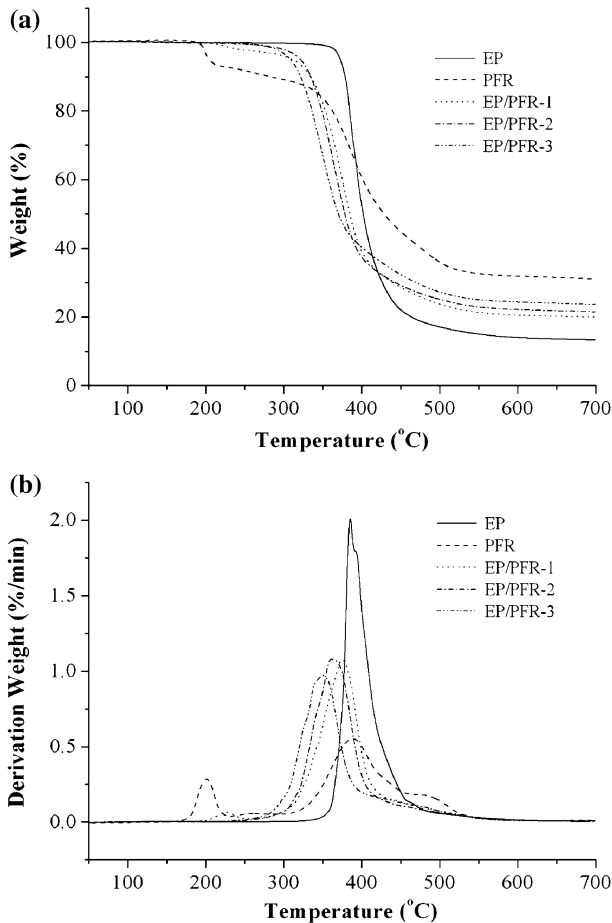 (a)
100
80
60
40
20
0
Weight (%)
EP
PFR
EP/PFR-1
EP/PFR-2
EP/PFR-3
100 200 300 400 500 600 700
Temperature (°C)
(b)
2.0
1.5
1.0
0.5
0.0
Derivation Weight (%/min)
EP
PFR
EP/PFR-1
EP/PFR-2
EP/PFR-3
100 200 300 400 500 600 700
Temperature (°C)